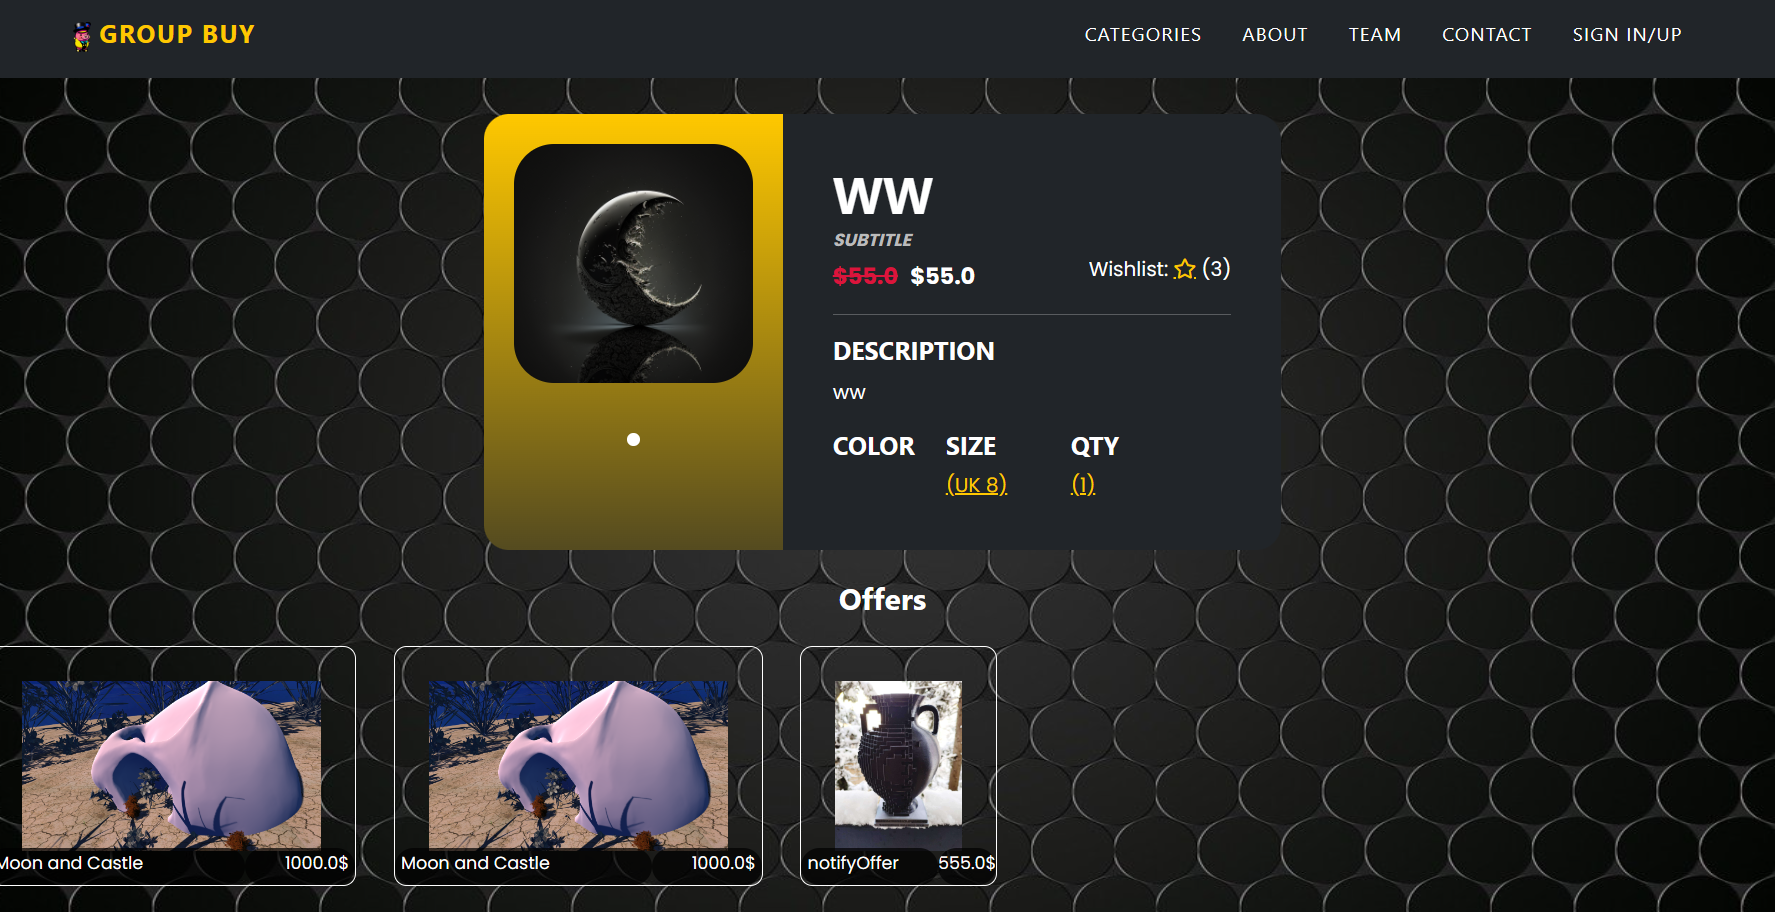 GROUP BUY
CATEGORIES ABOUT TEAM CONTACT SIGN IN/UP
WW
SUBTITLE
$55.0 $55.0
Wishlist: (3)
DESCRIPTION
ww
COLOR SIZE QTY
(UK 8) (1)
Offers
Moon and Castle 1000.0$
Moon and Castle 1000.0$
notifyOffer 555.0$